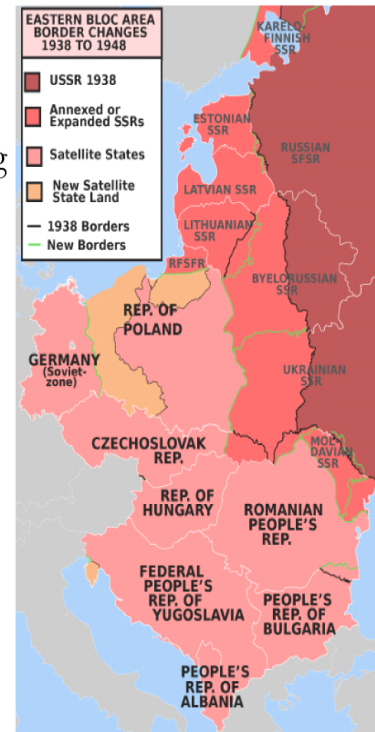 EASTERN BLOC AREA
BORDER CHANGES
1938 TO 1948
USSR 1938
Annexed or
Expanded SSRs
Satellite States
New Satellite
State Land
1938 Borders
New Borders
g
KARELO-
FINNISH
SSR
ESTONIAN
SSR
RUSSIAN
SFSR
LATVIAN SSR
LITHUANIAN
SSR
RFSFR
BYELORUSSIAN
SSR
REP. OF
POLAND
GERMANY
(Soviet-
zone)
UKRAINIAN
SSR
CZECHOSLOVAK
REP.
MOL-
DAVIAN
SSR
REP. OF
HUNGARY
ROMANIAN
PEOPLE'S
REP.
FEDERAL
PEOPLE'S
REP. OF
YUGOSLAVIA
PEOPLE'S
REP. OF
BULGARIA
PEOPLE'S
REP. OF
ALBANIA